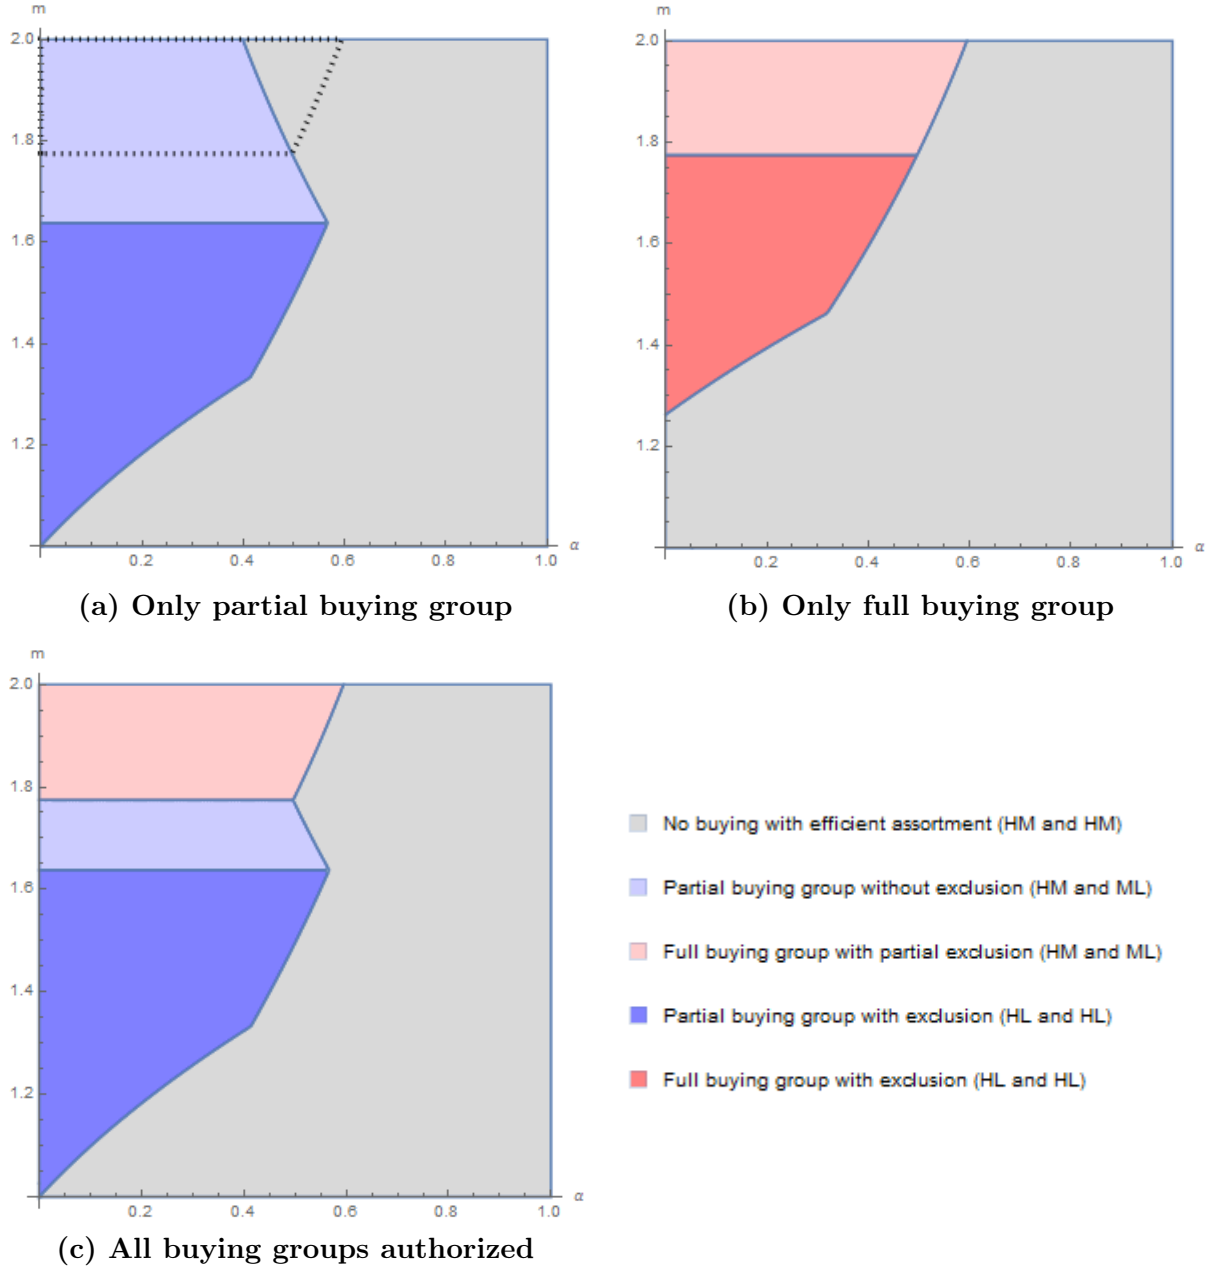 m
2.0
1.8
1.6
1.4
1.2
0.2 0.4 0.6 0.8 1.0 α
(a) Only partial buying group
m
2.0
1.8
1.6
1.4
1.2
0.2 0.4 0.6 0.8 1.0 α
(b) Only full buying group
m
2.0
1.8
1.6
1.4
1.2
0.2 0.4 0.6 0.8 1.0 α
(c) All buying groups authorized
No buying with efficient assortment (HM and HM)
Partial buying group without exclusion (HM and ML)
Full buying group with partial exclusion (HM and ML)
Partial buying group with exclusion (HL and HL)
Full buying group with exclusion (HL and HL)